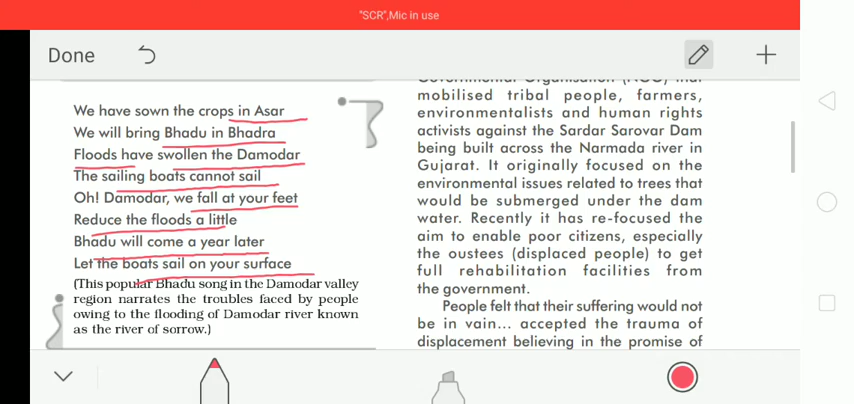 "SCR",Mic in use
Done
We have sown the crops in Asar
We will bring Bhadu in Bhadra
Floods have swollen the Damodar
The sailing boats cannot sail
Oh! Damodar, we fall at your feet
Reduce the floods a little
Bhadu will come a year later
Let the boats sail on your surface
(This popular Bhadu song in the Damodar valley
region narrates the troubles faced by people
owing to the flooding of Damodar river known
as the river of sorrow.)
Governmental Organisation (NGO) that
mobilised tribal people, farmers,
environmentalists and human rights
activists against the Sardar Sarovar Dam
being built across the Narmada river in
Gujarat. It originally focused on the
environmental issues related to trees that
would be submerged under the dam
water. Recently it has re-focused the
aim to enable poor citizens, especially
the oustees (displaced people) to get
full rehabilitation facilities from
the government.
People felt that their suffering would not
be in vain... accepted the trauma of
displacement believing in the promise of